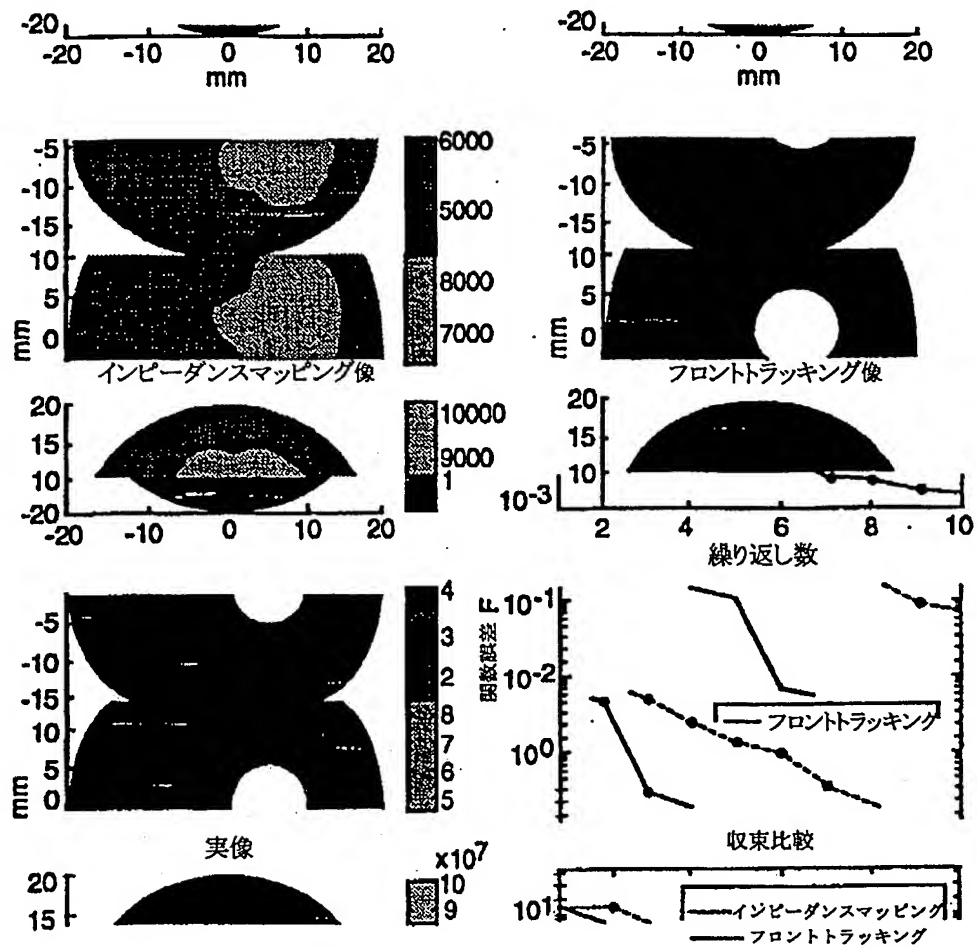 -20
-20 -10 0 10 20
mm
-20
-20 -10 0 10 20
mm
-5
-10
-15
10
5
0
mm
6000
5000
8000
7000
インピーダンスマッピング像
-5
-10
-15
10
5
0
mm
フロントトラッキング像
20
15
10
-20
-20 -10 0 10 20
10000
9000
1
20
15
10
10-3
2 4 6 8 10
繰り返し数
-5
-10
-15
10
5
0
mm
4
3
2
8
7
6
5
実像
関数誤差 F
10-1
10-2
100
フロントトラッキング
収束比較
20
15
x107
10
9
101
インピーダンスマッピング
フロントトラッキング